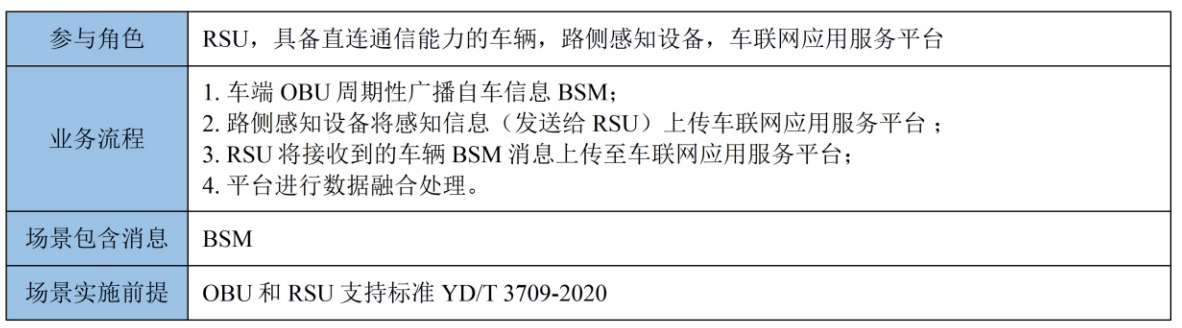 参与角色
RSU，具备直连通信能力的车辆，路侧感知设备，车联网应用服务平台
业务流程
1. 车端 OBU 周期性广播自车信息 BSM；
2. 路侧感知设备将感知信息（发送给 RSU）上传车联网应用服务平台 ；
3. RSU 将接收到的车辆 BSM 消息上传至车联网应用服务平台；
4. 平台进行数据融合处理。
场景包含消息
BSM
场景实施前提
OBU 和 RSU 支持标准 YD/T 3709-2020